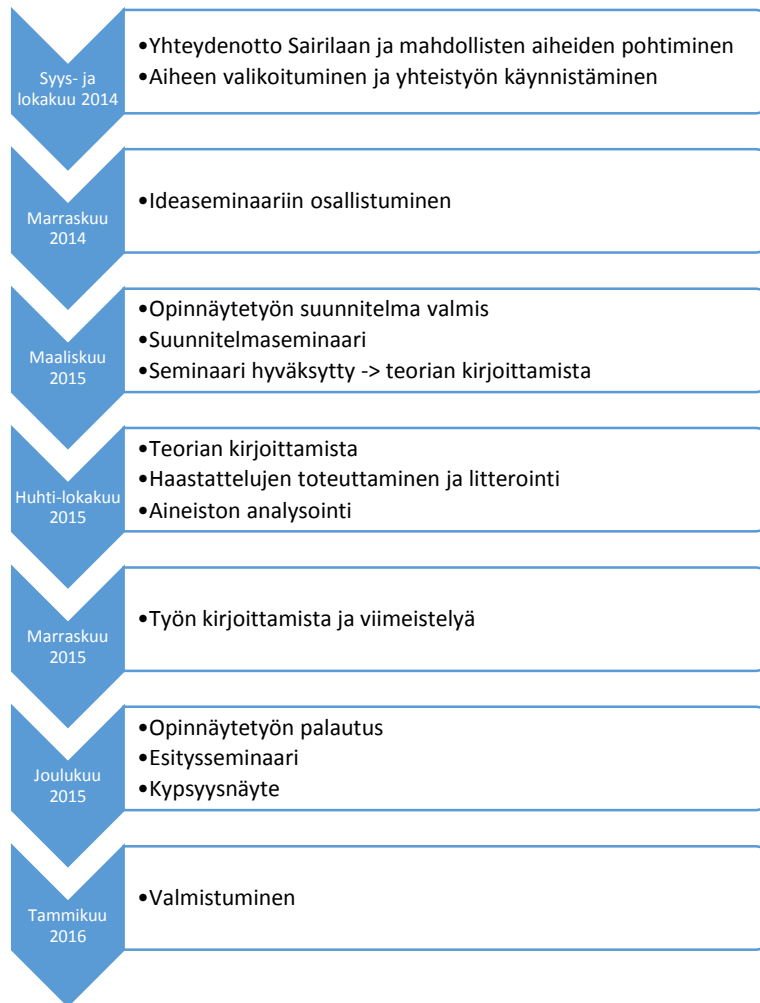 Syys- ja
lokakuu 2014
•Yhteydenotto Sairilaan ja mahdollisten aiheiden pohtiminen
•Aiheen valikoituminen ja yhteistyön käynnistäminen
Marraskuu
2014
•Ideaseminaariin osallistuminen
Maaliskuu
2015
•Opinnäytetyön suunnitelma valmis
•Suunnitelmaseminaari
•Seminaari hyväksytty -> teorian kirjoittamista
Huhti-lokakuu
2015
•Teorian kirjoittamista
•Haastattelujen toteuttaminen ja litterointi
•Aineiston analysointi
Marraskuu
2015
•Työn kirjoittamista ja viimeistelyä
Joulukuu
2015
•Opinnäytetyön palautus
•Esitysseminaari
•Kypsyysnäyte
Tammikuu
2016
•Valmistuminen